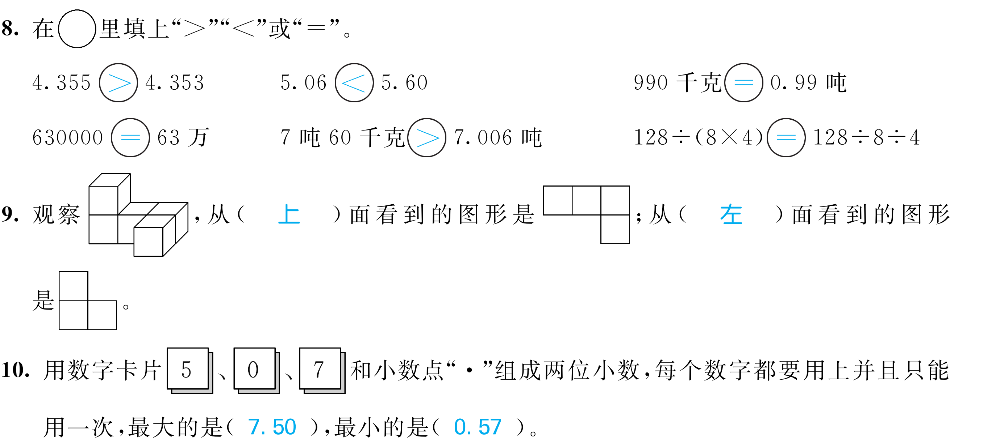 8. 在○里填上“>”“<”或“=”。
4.355 > 4.353 5.06 < 5.60 990 千克 = 0.99 吨
630000 = 63 万 7 吨 60 千克 > 7.006 吨 128÷(8×4) = 128÷8÷4
9. 观察 ,从( 上 )面看到的图形是 ;从( 左 )面看到的图形
是 。
10. 用数字卡片 5 、 0 、 7 和小数点“·”组成两位小数,每个数字都要用上并且只能
用一次,最大的是( 7.50 ),最小的是( 0.57 )。